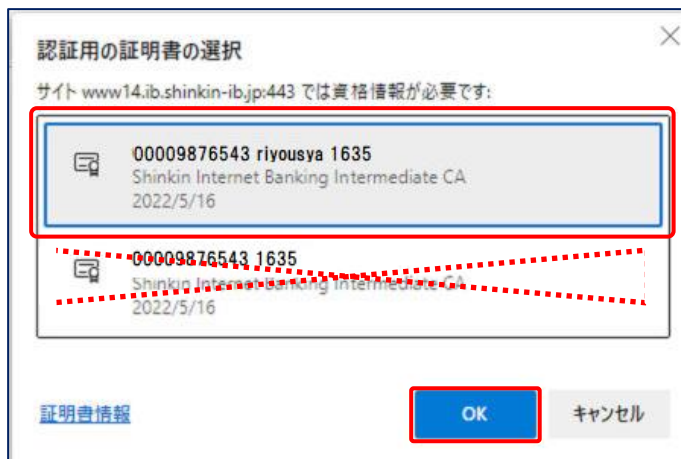 認証用の証明書の選択
サイト www14.ib.shinkin-ib.jp:443 では資格情報が必要です:
00009876543 riyousya 1635
Shinkin Internet Banking Intermediate CA
2022/5/16
00009876543 1635
Shinkin Internet Banking Intermediate CA
2022/5/16
証明書情報
OK
キャンセル